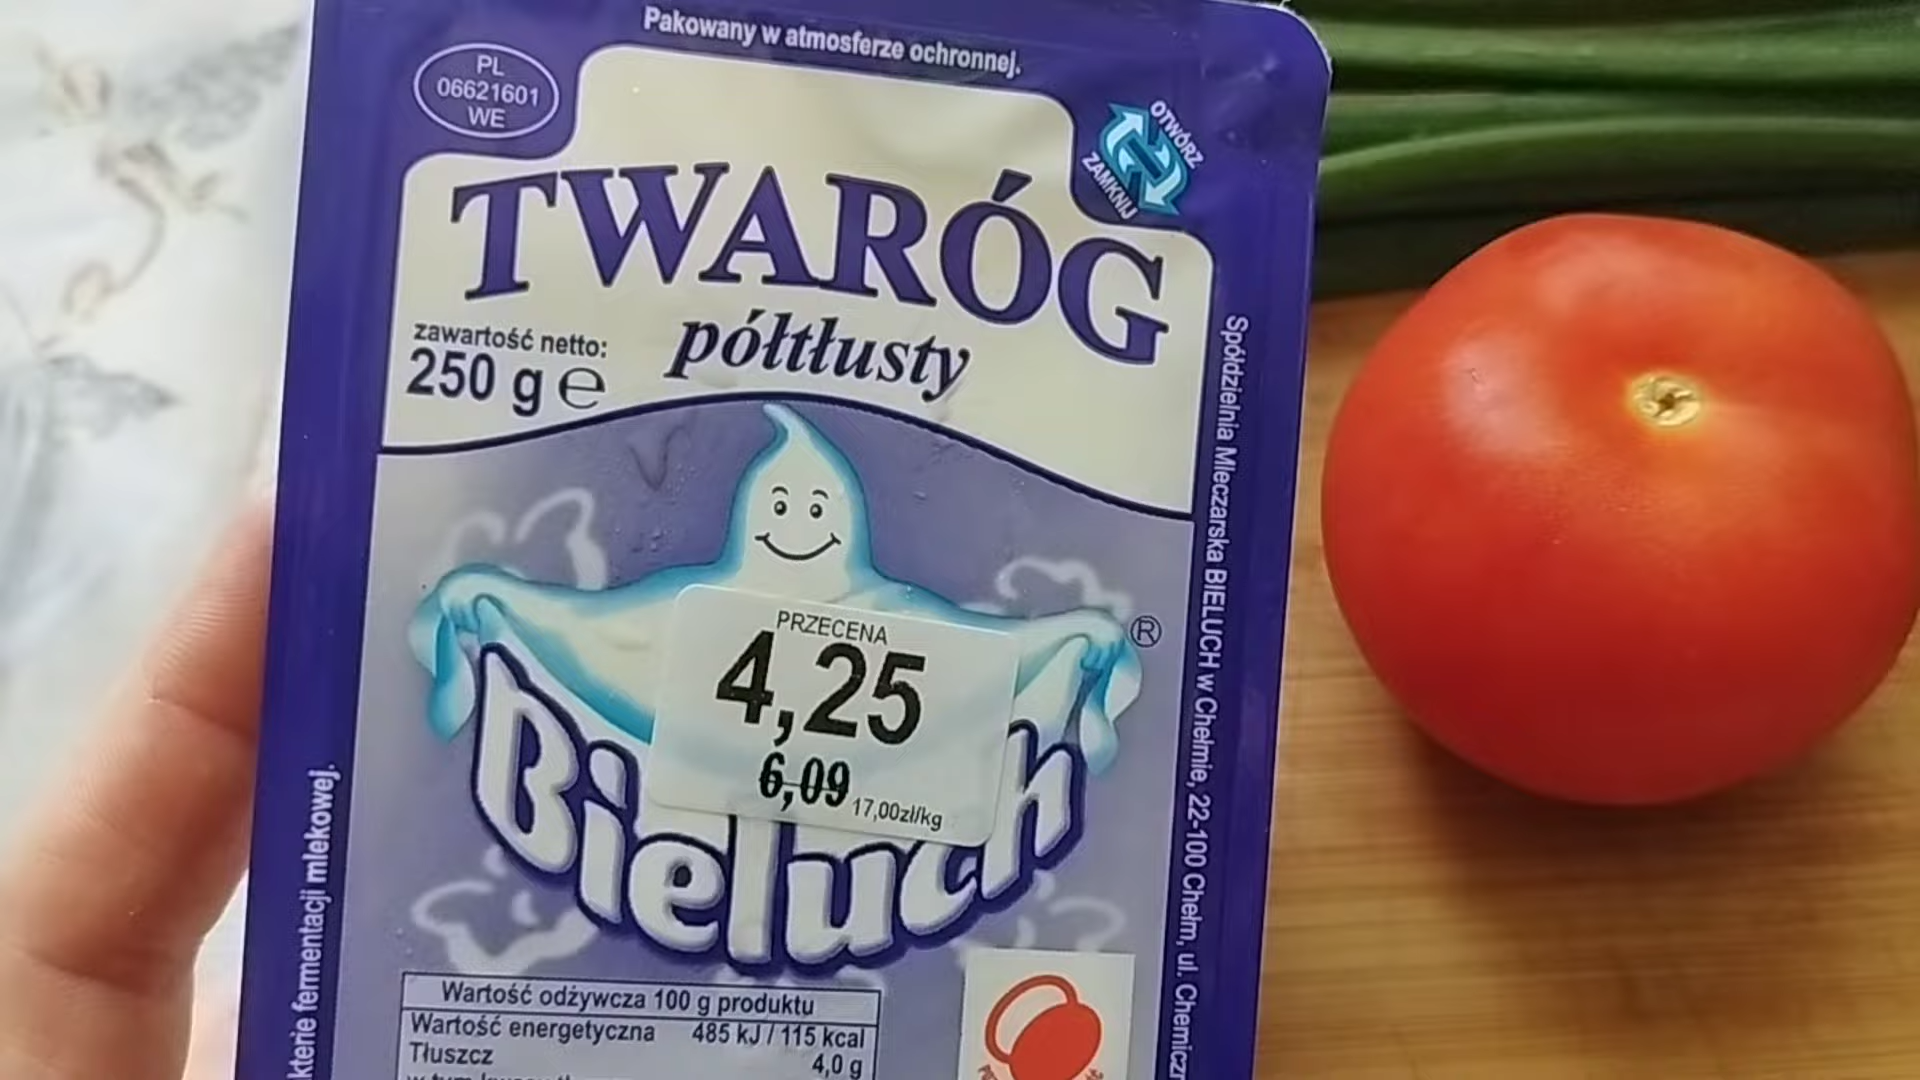 Pakowany w atmosferze ochronnej.
PL
06621601
WE
OTWÓRZ
ZAMKNIJ
TWARÓG
półtłusty
zawartość netto:
250 g ℮
®
PRZECENA
4,25
6,09
17,00zł/kg
Bieluch
Wartość odżywcza 100 g produktu
Wartość energetyczna 485 kJ / 115 kcal
Tłuszcz 4,0 g
fermentacji mlekowej.
Spółdzielnia Mleczarska BIELUCH w Chełmie, 22-100 Chełm, ul.